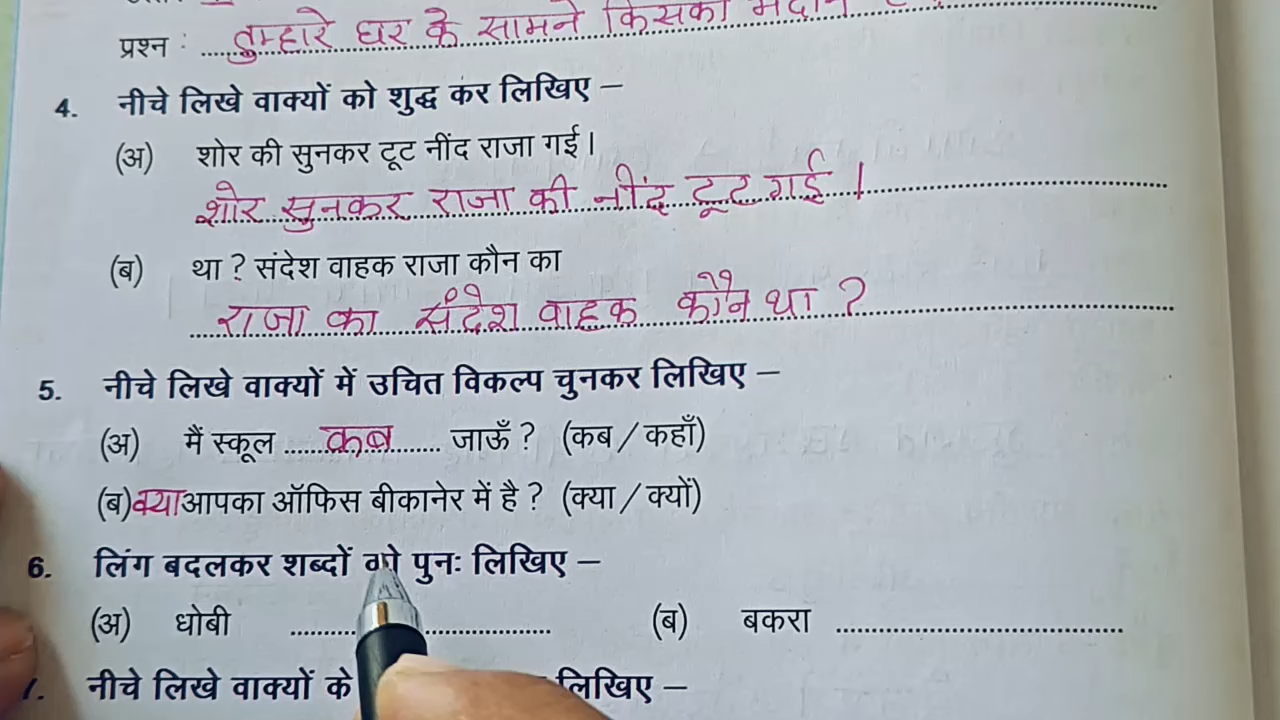 प्रश्न : तुम्हारे घर के सामने किसका मैदान
4. नीचे लिखे वाक्यों को शुद्ध कर लिखिए –
(अ) शोर की सुनकर टूट नींद राजा गई।
शोर सुनकर राजा की नींद टूट गई।
(ब) था ? संदेश वाहक राजा कौन का
राजा का संदेश वाहक कौन था ?
5. नीचे लिखे वाक्यों में उचित विकल्प चुनकर लिखिए –
(अ) मैं स्कूल ......कब...... जाऊँ ? (कब / कहाँ)
(ब) क्या आपका ऑफिस बीकानेर में है ? (क्या / क्यों)
6. लिंग बदलकर शब्दों को पुनः लिखिए –
(अ) धोबी .................... (ब) बकरा ....................
नीचे लिखे वाक्यों के लिखिए –